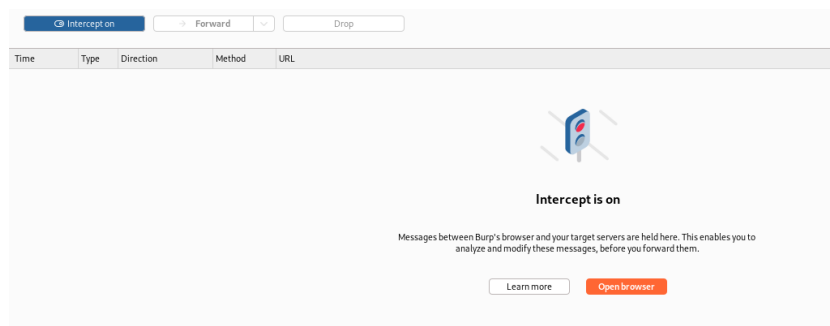 Intercept on
Forward
Drop
Time Type Direction Method URL
Intercept is on
Messages between Burp's browser and your target servers are held here. This enables you to
analyze and modify these messages, before you forward them.
Learn more
Open browser